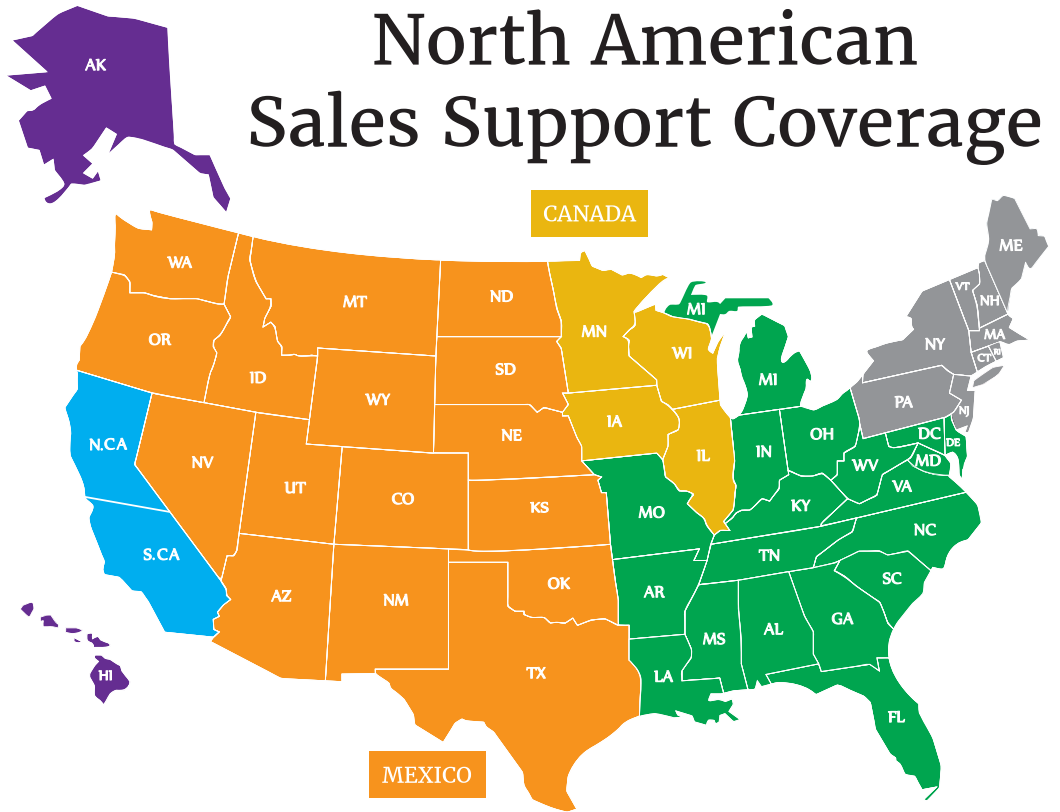 North American
Sales Support Coverage
AK
CANADA
WA
MT
ND
MN
MI
ME
VT
NH
OR
ID
WY
SD
WI
MI
NY
MA
CT
RI
N.CA
NV
UT
CO
NE
IA
IL
IN
OH
PA
NJ
DC
DE
MD
WV
VA
KS
MO
KY
NC
S.CA
AZ
NM
OK
AR
TN
SC
TX
LA
MS
AL
GA
FL
HI
MEXICO